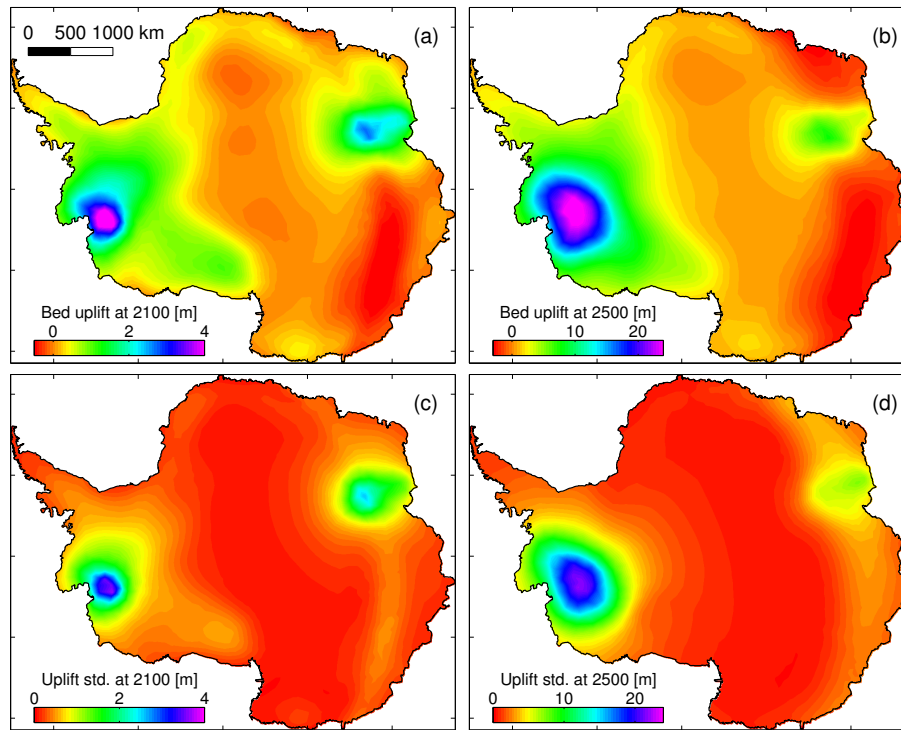 (a)
0 500 1000 km
Bed uplift at 2100 [m]
0 2 4
(b)
Bed uplift at 2500 [m]
0 10 20
(c)
Uplift std. at 2100 [m]
0 2 4
(d)
Uplift std. at 2500 [m]
0 10 20